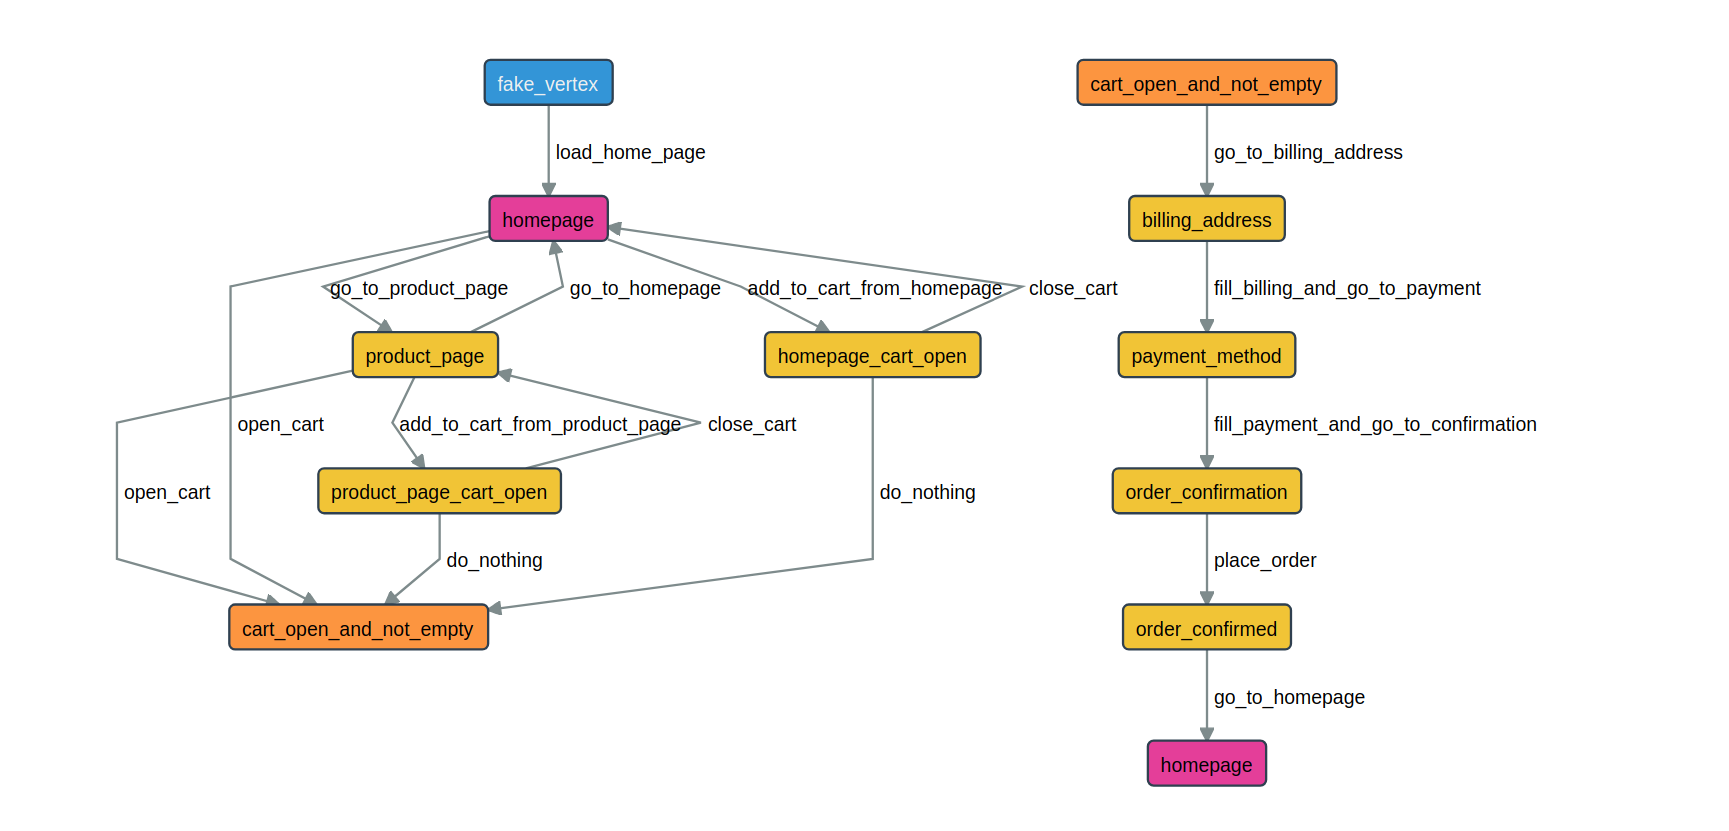 fake_vertex
cart_open_and_not_empty
load_home_page
go_to_billing_address
homepage
billing_address
go_to_product_page
go_to_homepage
add_to_cart_from_homepage
close_cart
fill_billing_and_go_to_payment
product_page
homepage_cart_open
payment_method
open_cart
add_to_cart_from_product_page
close_cart
fill_payment_and_go_to_confirmation
open_cart
product_page_cart_open
do_nothing
order_confirmation
do_nothing
place_order
cart_open_and_not_empty
order_confirmed
go_to_homepage
homepage